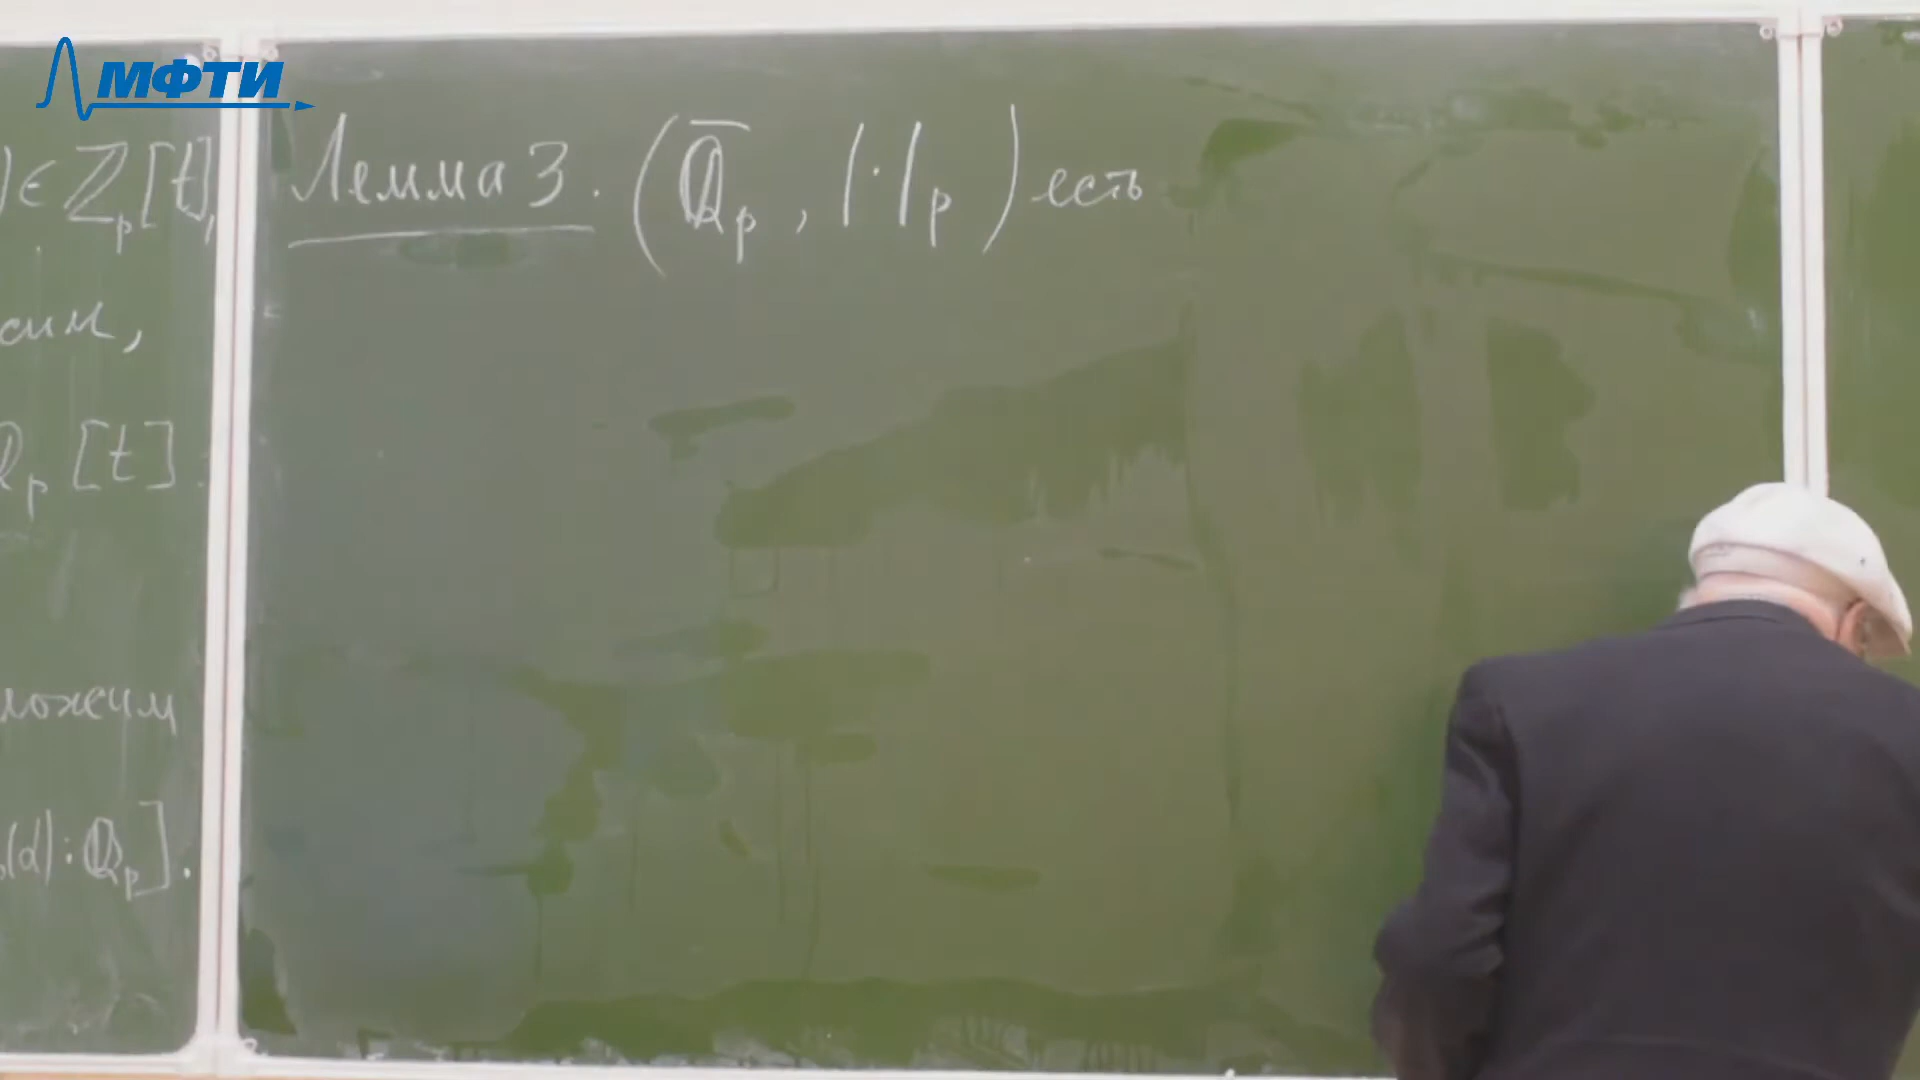 МФТИ
) ∈ ℤ_p[t],
сим,
ℚ_p [t].
ложим
(α) : ℚ_p].
Лемма 3. (ℚ̅_p , |·|_p ) есть